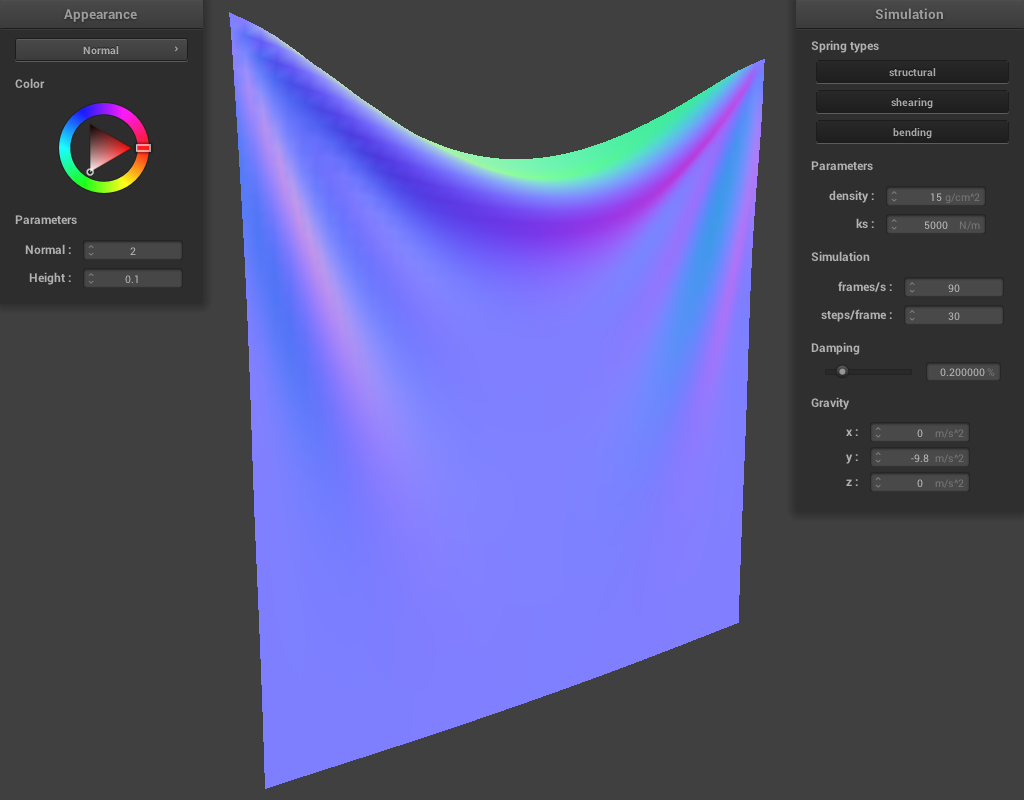 Appearance
Normal
Color
Parameters
Normal : 2
Height : 0.1
Simulation
Spring types
structural
shearing
bending
Parameters
density : 15 g/cm^2
ks : 5000 N/m
Simulation
frames/s : 90
steps/frame : 30
Damping
0.200000 %
Gravity
x : 0 m/s^2
y : -9.8 m/s^2
z : 0 m/s^2